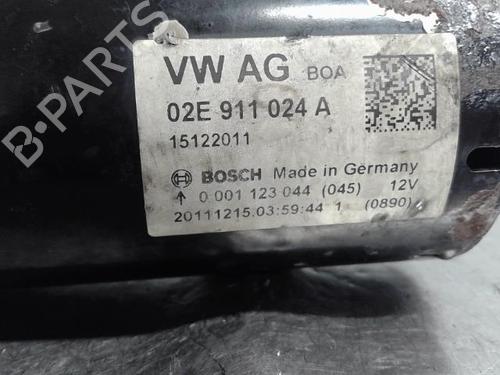 VW AG BOA
02E 911 024 A
15122011
BOSCH Made in Germany
↑ 0 001 123 044 (045) 12V
20111215.03:59:44 1 (0890)
B-PARTS